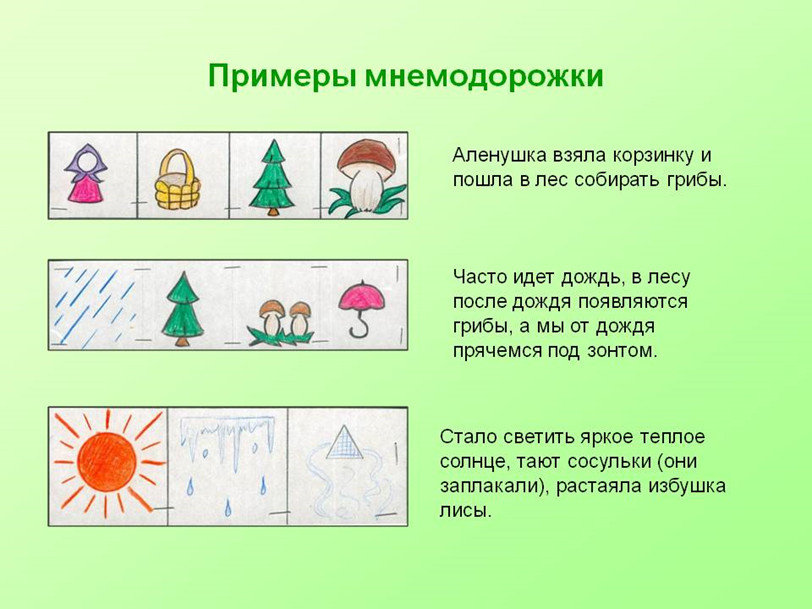 Примеры мнемодорожки
Аленушка взяла корзинку и
пошла в лес собирать грибы.
Часто идет дождь, в лесу
после дождя появляются
грибы, а мы от дождя
прячемся под зонтом.
Стало светить яркое теплое
солнце, тают сосульки (они
заплакали), растаяла избушка
лисы.